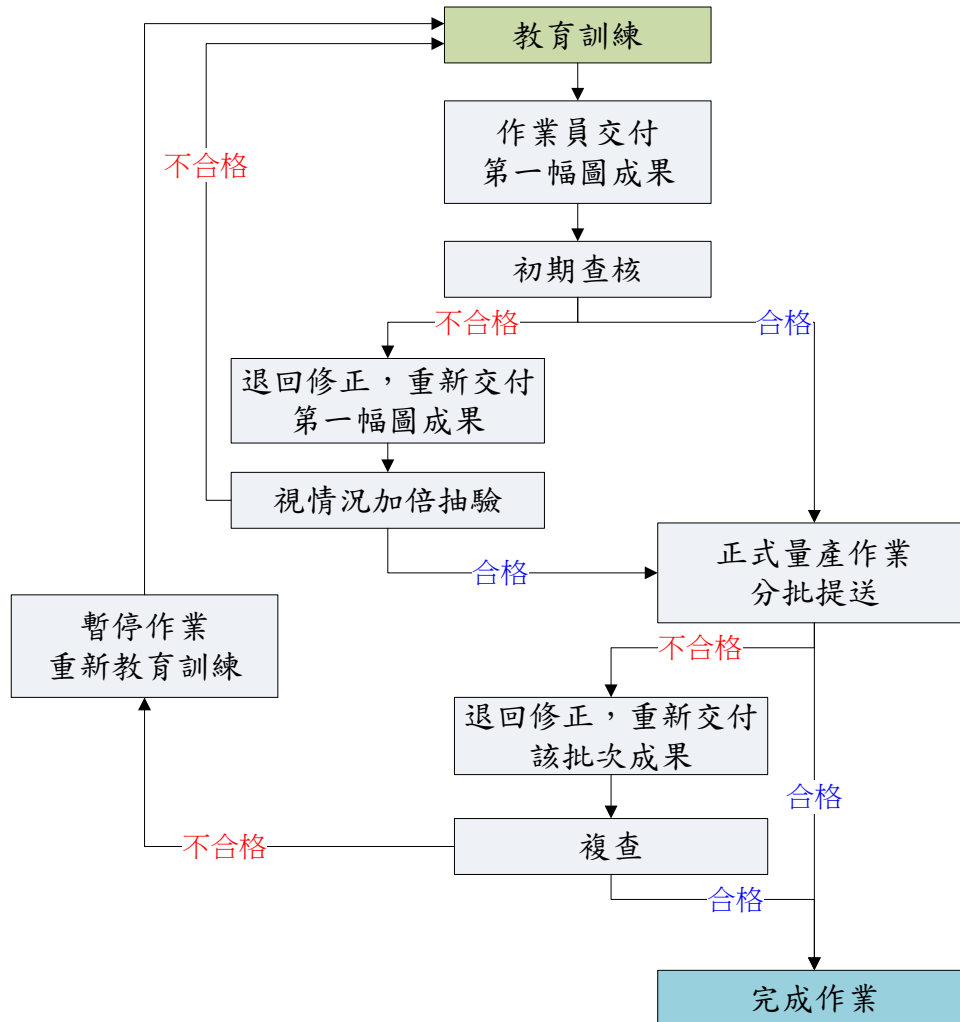 教育訓練
作業員交付
第一幅圖成果
不合格
初期查核
不合格
合格
退回修正，重新交付
第一幅圖成果
視情況加倍抽驗
合格
正式量產作業
分批提送
暫停作業
重新教育訓練
不合格
退回修正，重新交付
該批次成果
合格
不合格
複查
合格
完成作業